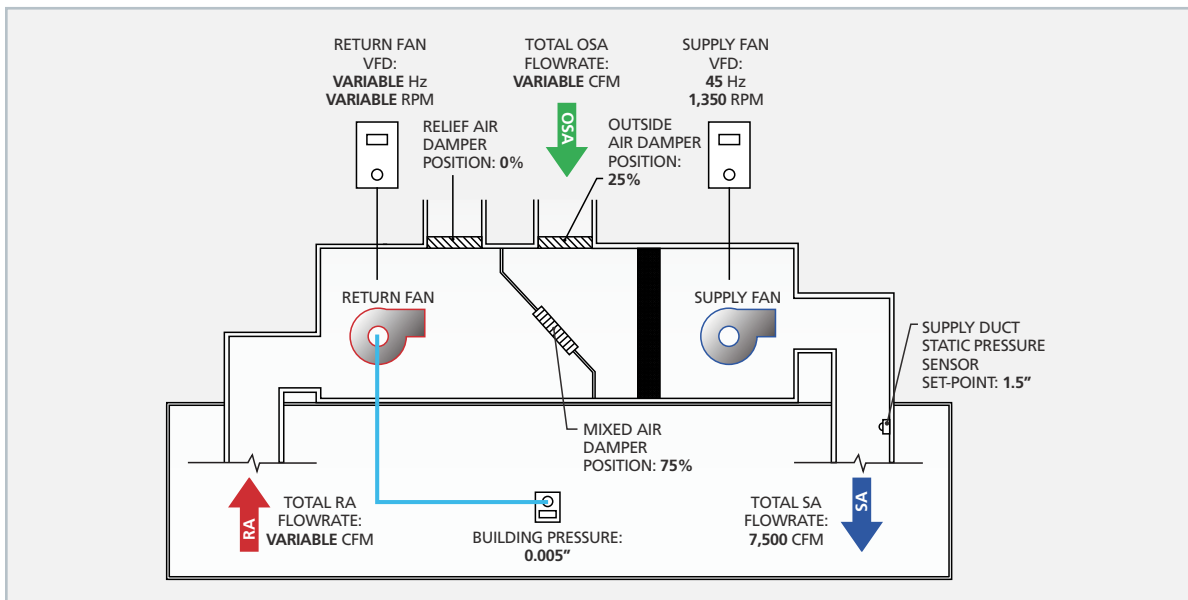 RETURN FAN
VFD:
VARIABLE Hz
VARIABLE RPM
TOTAL OSA
FLOWRATE:
VARIABLE CFM
SUPPLY FAN
VFD:
45 Hz
1,350 RPM
RELIEF AIR
DAMPER
POSITION: 0%
OSA
OUTSIDE
AIR DAMPER
POSITION:
25%
RETURN FAN
SUPPLY FAN
SUPPLY DUCT
STATIC PRESSURE
SENSOR
SET-POINT: 1.5”
MIXED AIR
DAMPER
POSITION: 75%
RA
TOTAL RA
FLOWRATE:
VARIABLE CFM
BUILDING PRESSURE:
0.005”
TOTAL SA
FLOWRATE:
7,500 CFM
SA